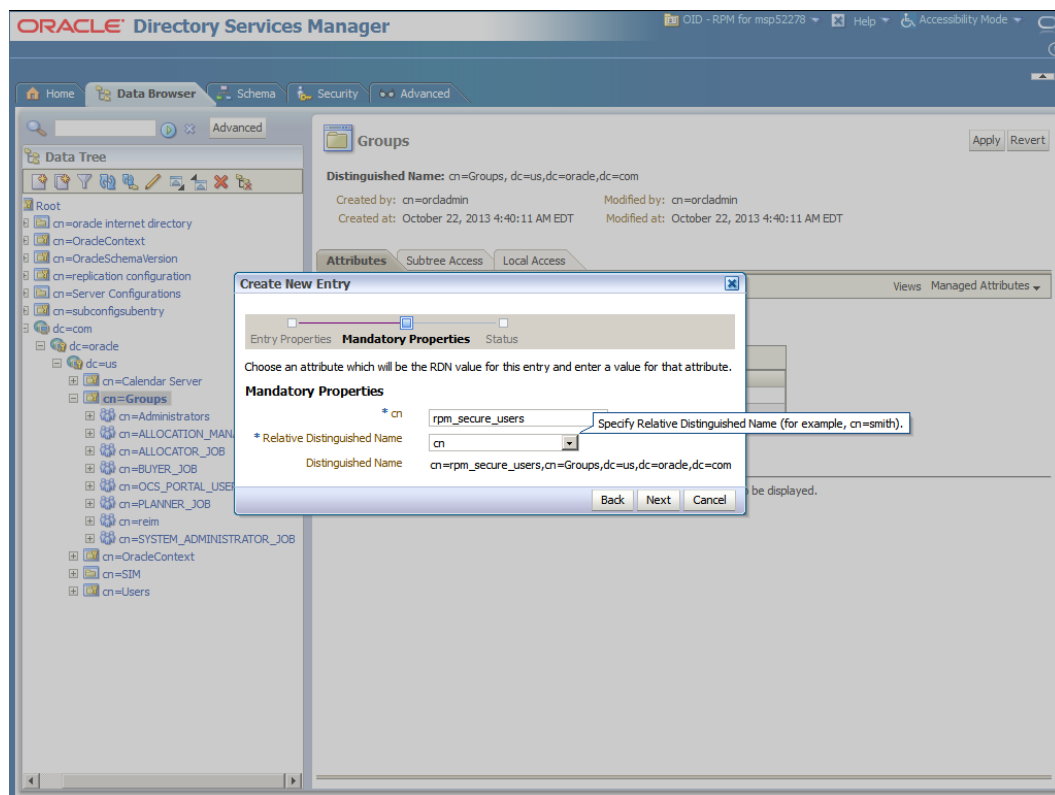 ORACLE Directory Services Manager
OID - RPM for msp52278 Help Accessibility Mode
Home Data Browser Schema Security Advanced
Advanced
Data Tree
Root
cn=oracle internet directory
cn=OracleContext
cn=OracleSchemaVersion
cn=replication configuration
cn=Server Configurations
cn=subconfigsubentry
dc=com
dc=oracle
dc=us
cn=Calendar Server
cn=Groups
cn=Administrators
cn=ALLOCATION_MAN
cn=ALLOCATOR_JOB
cn=BUYER_JOB
cn=OCS_PORTAL_USE
cn=PLANNER_JOB
cn=reim
cn=SYSTEM_ADMINISTRATOR_JOB
cn=OracleContext
cn=SIM
cn=Users
Groups
Apply Revert
Distinguished Name: cn=Groups, dc=us,dc=oracle,dc=com
Created by: cn=orcladmin Modified by: cn=orcladmin
Created at: October 22, 2013 4:40:11 AM EDT Modified at: October 22, 2013 4:40:11 AM EDT
Attributes Subtree Access Local Access
Views Managed Attributes
Create New Entry
Entry Properties Mandatory Properties Status
Choose an attribute which will be the RDN value for this entry and enter a value for that attribute.
Mandatory Properties
* cn rpm_secure_users
Specify Relative Distinguished Name (for example, cn=smith).
* Relative Distinguished Name cn
Distinguished Name cn=rpm_secure_users,cn=Groups,dc=us,dc=oracle,dc=com
Back Next Cancel
be displayed.